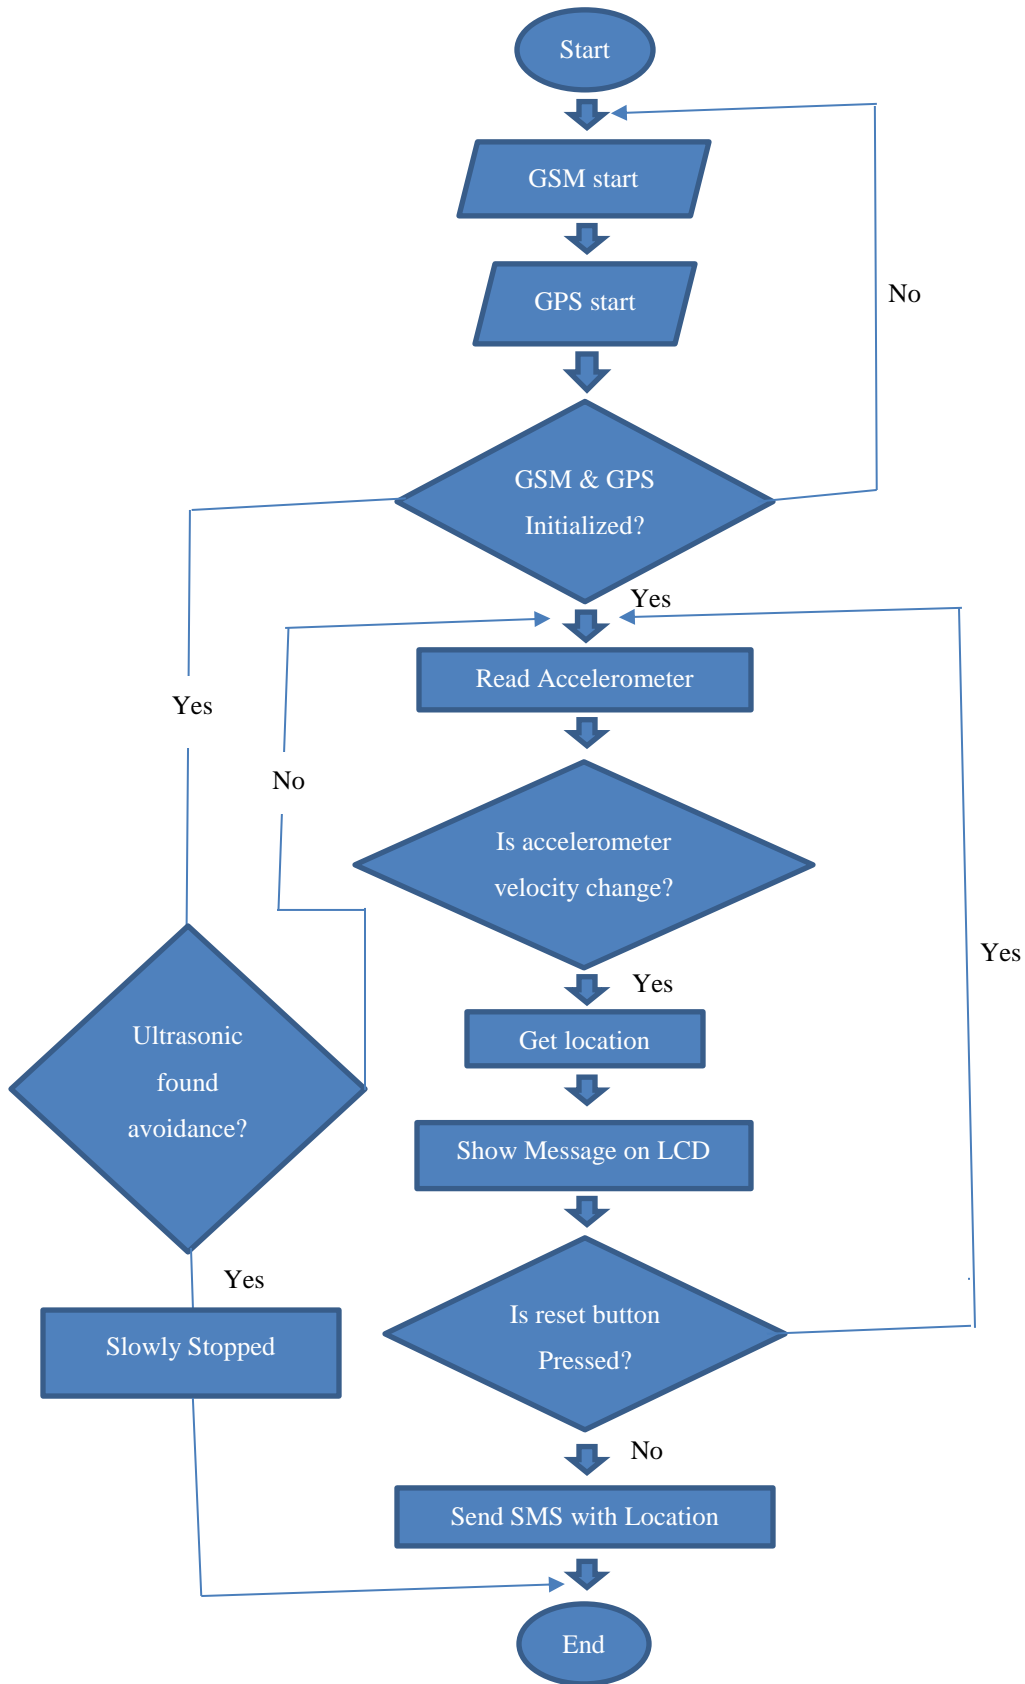 Start
GSM start
GPS start
No
GSM & GPS
Initialized?
Yes
Read Accelerometer
Yes
No
Is accelerometer
velocity change?
Yes
Yes
Get location
Ultrasonic
found
avoidance?
Show Message on LCD
Yes
Is reset button
Pressed?
Slowly Stopped
No
Send SMS with Location
End